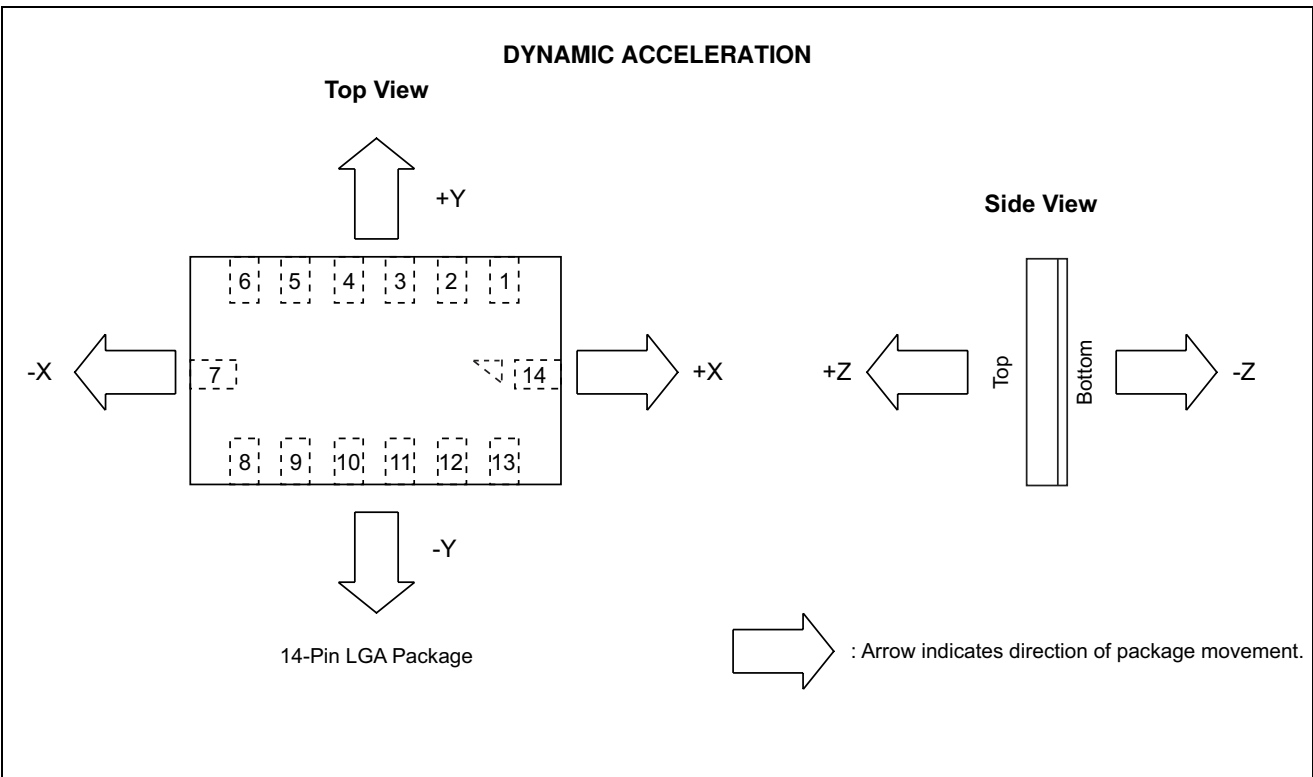 DYNAMIC ACCELERATION
Top View
+Y
Side View
6 5 4 3 2 1
-X
7
14
+X
+Z
Top
Bottom
-Z
8 9 10 11 12 13
-Y
14-Pin LGA Package
: Arrow indicates direction of package movement.